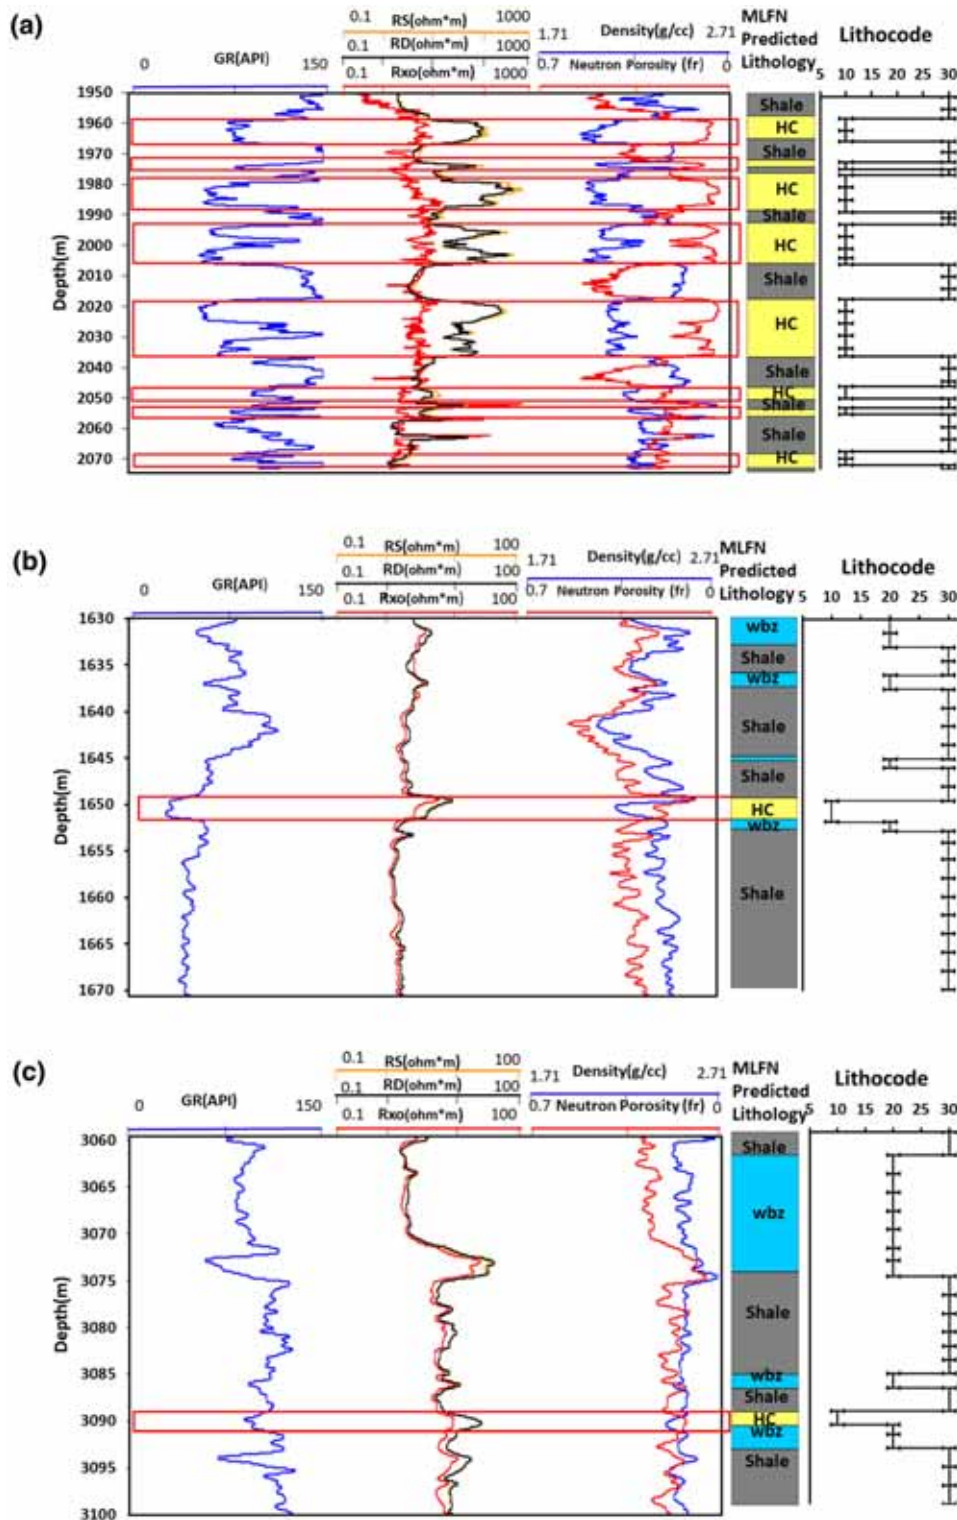 (a)
0.1 RS(ohm*m) 1000
0.1 RD(ohm*m) 1000
0.1 Rxo(ohm*m) 1000
0 GR(API) 150
1.71 Density(g/cc) 2.71
0.7 Neutron Porosity (fr) 0
MLFN
Predicted
Lithology
Lithocode
5 10 15 20 25 30
Depth(m)
1950
1960
1970
1980
1990
2000
2010
2020
2030
2040
2050
2060
2070
Shale
HC
Shale
HC
Shale
HC
Shale
HC
Shale
HC
Shale
Shale
HC
(b)
0.1 RS(ohm*m) 100
0.1 RD(ohm*m) 100
0.1 Rxo(ohm*m) 100
0 GR(API) 150
1.71 Density(g/cc) 2.71
0.7 Neutron Porosity (fr) 0
MLFN
Predicted
Lithology
Lithocode
5 10 15 20 25 30
Depth(m)
1630
1635
1640
1645
1650
1655
1660
1665
1670
wbz
Shale
wbz
Shale
Shale
HC
wbz
Shale
(c)
0.1 RS(ohm*m) 100
0.1 RD(ohm*m) 100
0.1 Rxo(ohm*m) 100
0 GR(API) 150
1.71 Density(g/cc) 2.71
0.7 Neutron Porosity (fr) 0
MLFN
Predicted
Lithology
Lithocode
5 10 15 20 25 30
Depth(m)
3060
3065
3070
3075
3080
3085
3090
3095
3100
Shale
wbz
Shale
wbz
Shale
HC
wbz
Shale